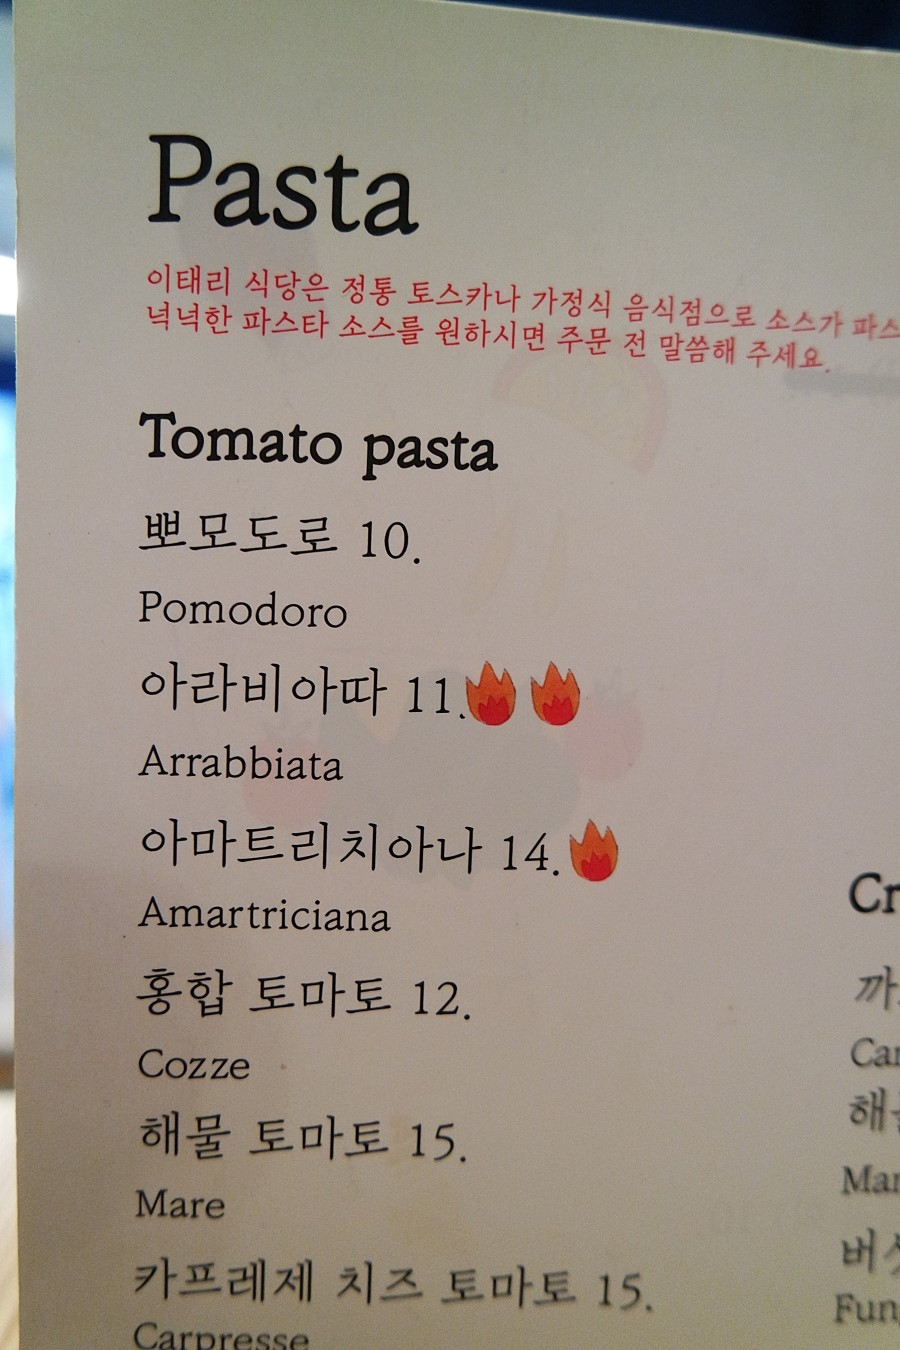 Pasta
이태리 식당은 정통 토스카나 가정식 음식점으로 소스가
넉넉한 파스타 소스를 원하시면 주문 전 말씀해 주세요.
Tomato pasta
뽀모도로 10.
Pomodoro
아라비아따 11.
Arrabbiata
아마트리치아나 14.
Amartriciana
홍합 토마토 12.
Cozze
해물 토마토 15.
Mare
카프레제 치즈 토마토 15.
Carpresse